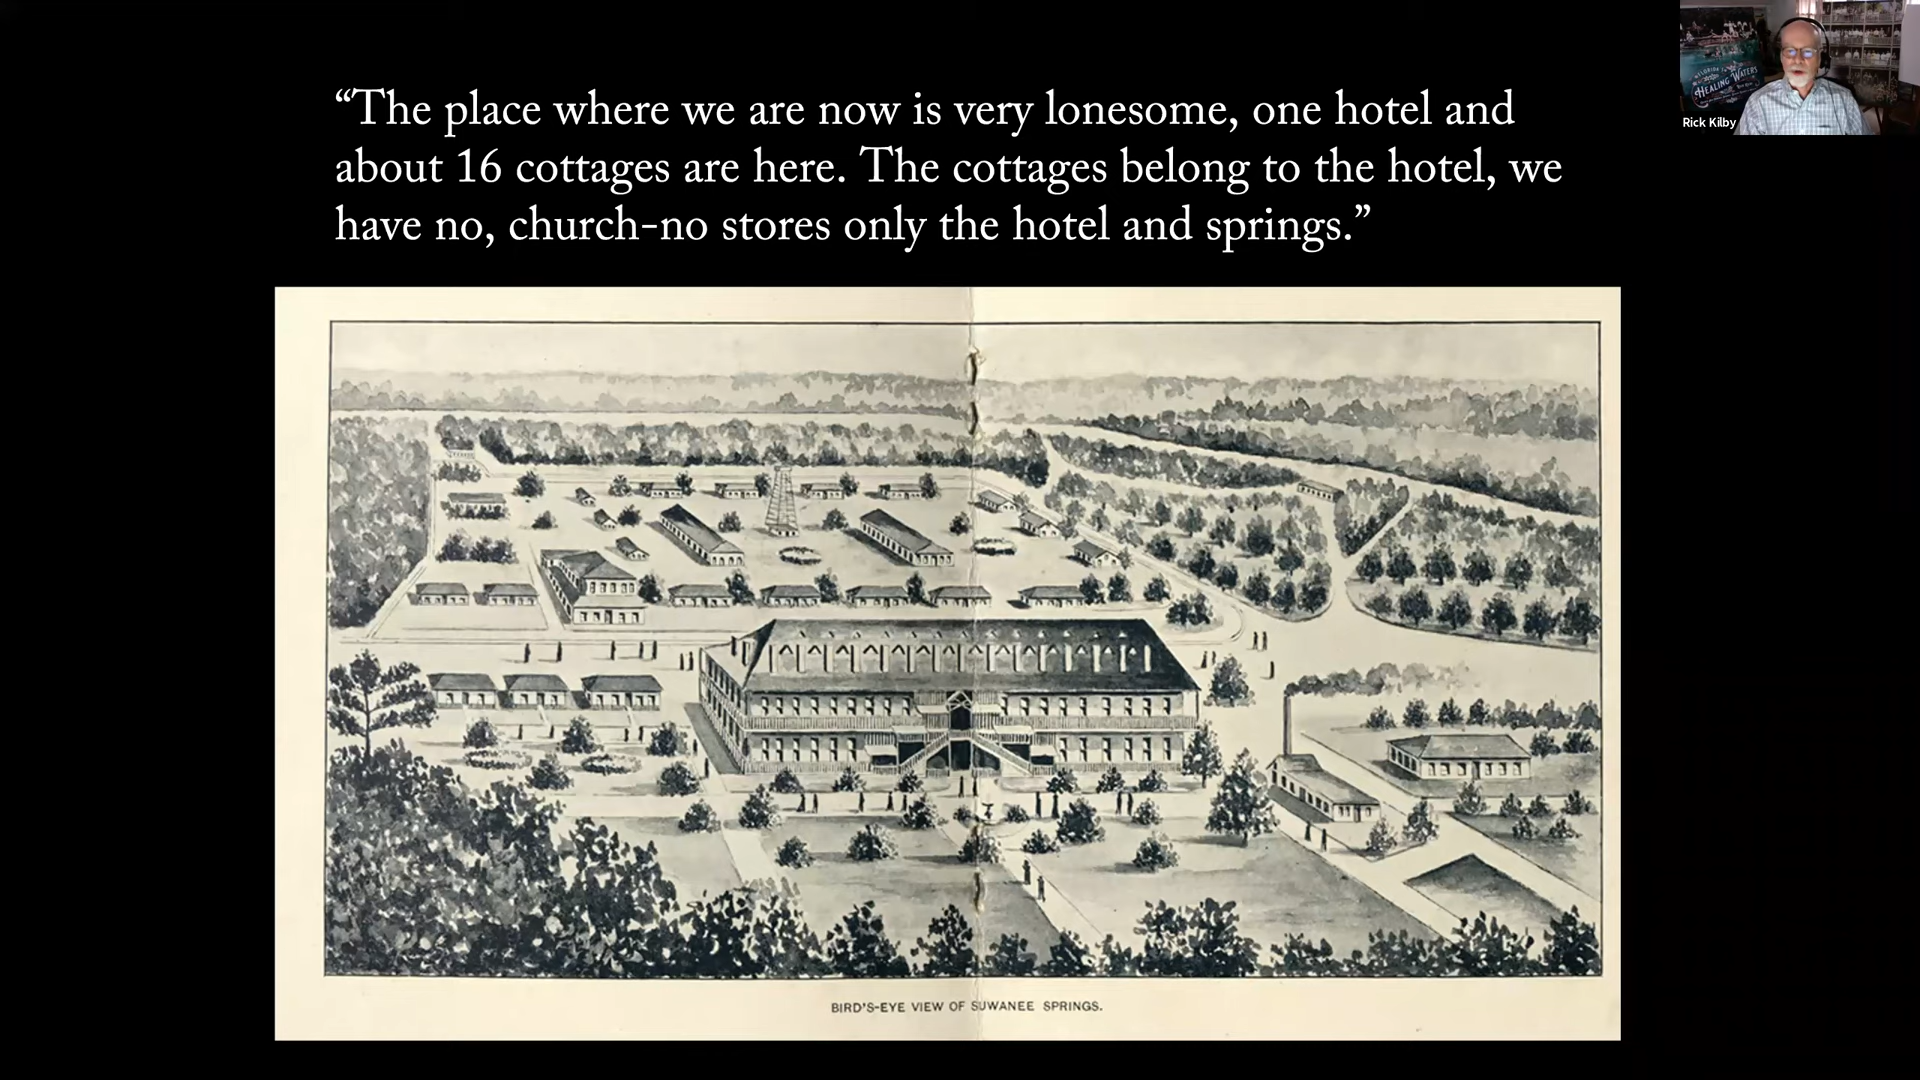 “The place where we are now is very lonesome, one hotel and
about 16 cottages are here. The cottages belong to the hotel, we
have no, church-no stores only the hotel and springs.”
BIRD'S-EYE VIEW OF SUWANEE SPRINGS.
HEALING WATERS
Rick Kilby